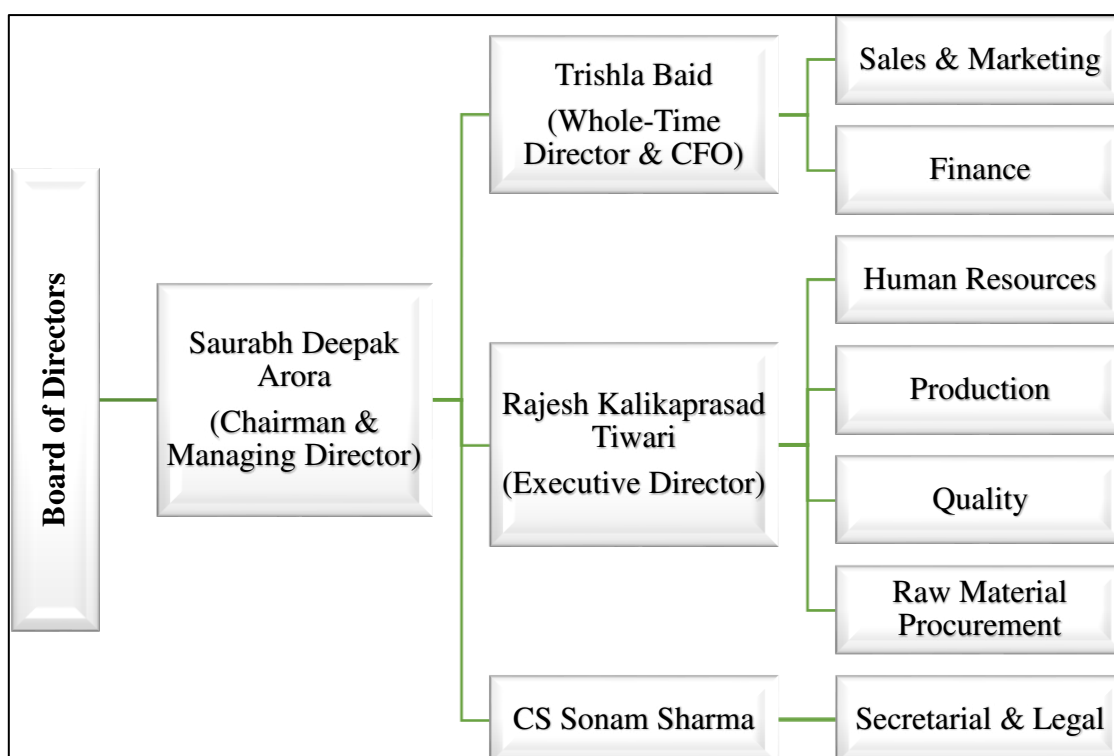 Board of Directors
Saurabh Deepak
Arora
(Chairman &
Managing Director)
Trishla Baid
(Whole-Time
Director & CFO)
Sales & Marketing
Finance
Rajesh Kalikaprasad
Tiwari
(Executive Director)
Human Resources
Production
Quality
Raw Material
Procurement
CS Sonam Sharma
Secretarial & Legal